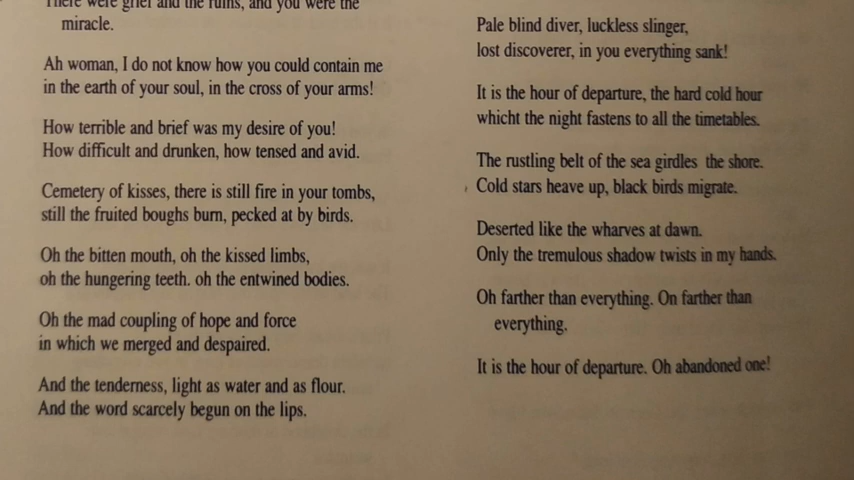 There were grief and the ruins, and you were the
miracle.
Ah woman, I do not know how you could contain me
in the earth of your soul, in the cross of your arms!
How terrible and brief was my desire of you!
How difficult and drunken, how tensed and avid.
Cemetery of kisses, there is still fire in your tombs,
still the fruited boughs burn, pecked at by birds.
Oh the bitten mouth, oh the kissed limbs,
oh the hungering teeth. oh the entwined bodies.
Oh the mad coupling of hope and force
in which we merged and despaired.
And the tenderness, light as water and as flour.
And the word scarcely begun on the lips.
Pale blind diver, luckless slinger,
lost discoverer, in you everything sank!
It is the hour of departure, the hard cold hour
whicht the night fastens to all the timetables.
The rustling belt of the sea girdles the shore.
Cold stars heave up, black birds migrate.
Deserted like the wharves at dawn.
Only the tremulous shadow twists in my hands.
Oh farther than everything. On farther than
everything.
It is the hour of departure. Oh abandoned one!